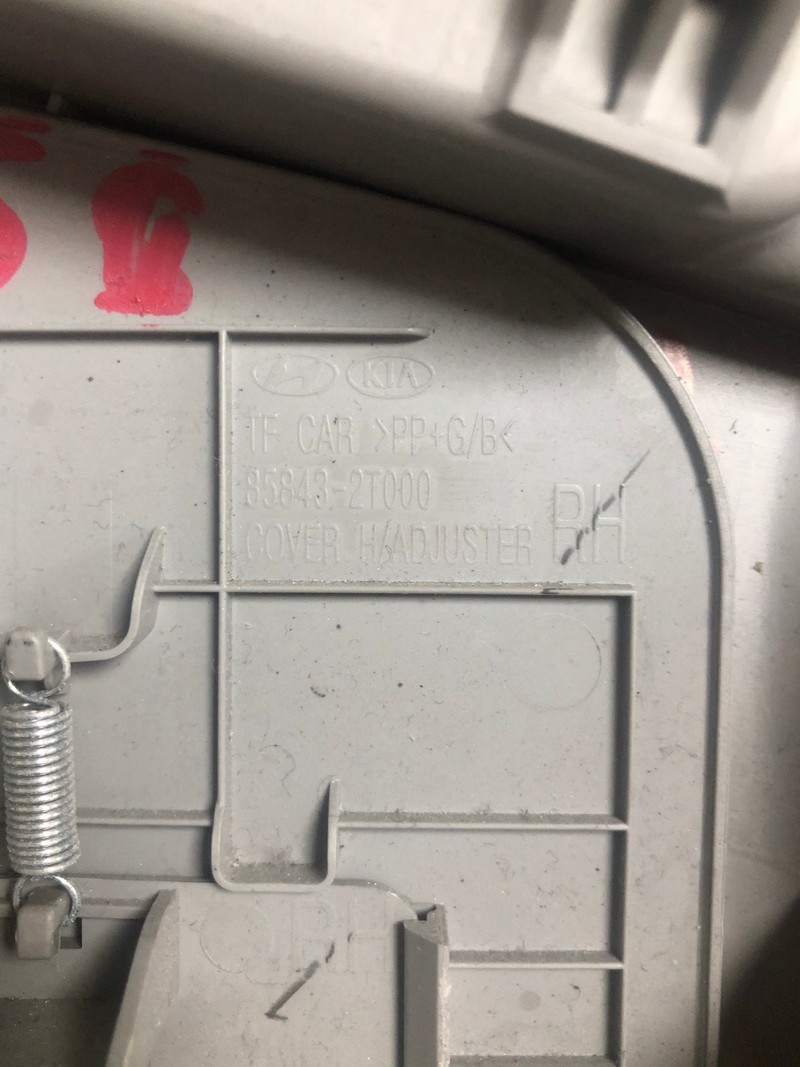 KIA
TF CAR >PP+G/B<
85843-2T000
COVER H/ADJUSTER RH
RH